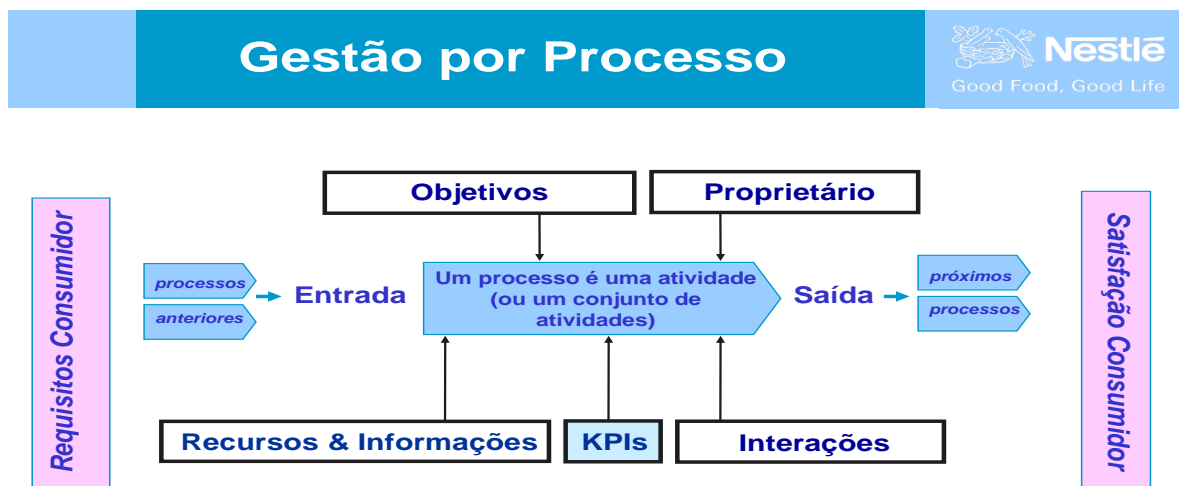 Gestão por Processo
Nestlé
Good Food, Good Life
Objetivos
Proprietário
Requisitos Consumidor
processos
anteriores
Entrada
Um processo é uma atividade
(ou um conjunto de
atividades)
Saída
próximos
processos
Satisfação Consumidor
Recursos & Informações
KPIs
Interações